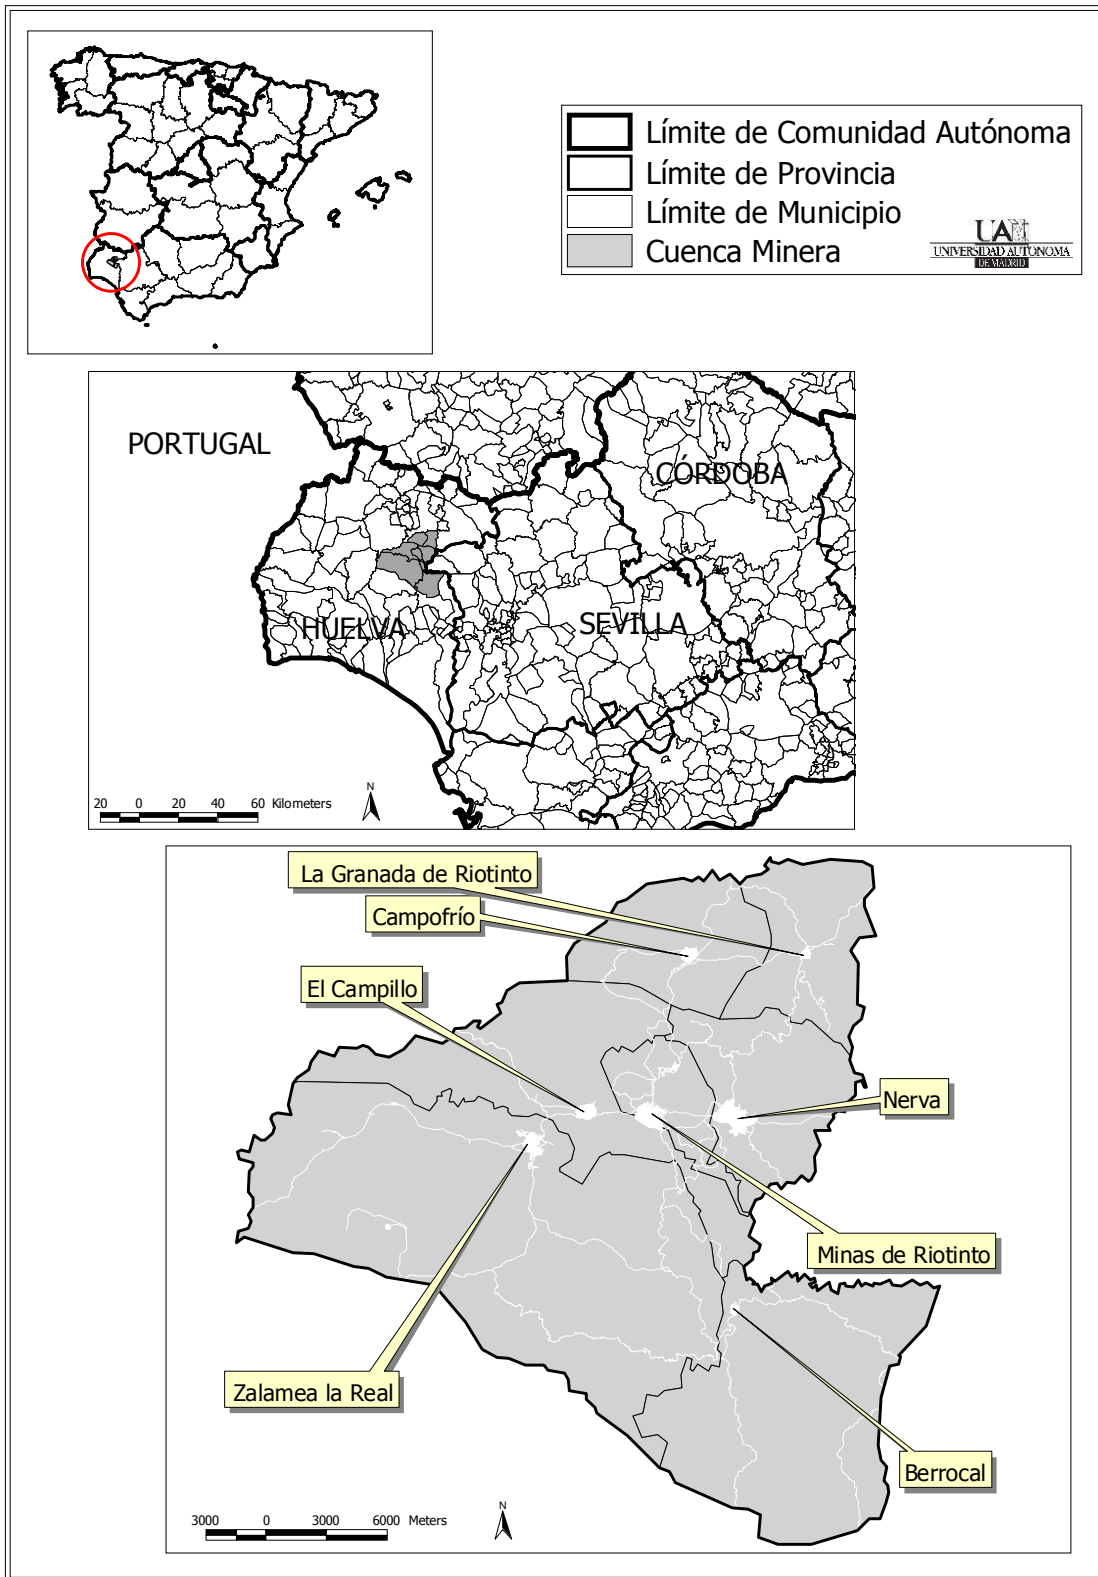 Límite de Comunidad Autónoma
Límite de Provincia
Límite de Municipio
Cuenca Minera
UAM
UNIVERSIDAD AUTONOMA
DE MADRID
PORTUGAL
CÓRDOBA
HUELVA
SEVILLA
20 0 20 40 60 Kilometers
N
La Granada de Riotinto
Campofrío
El Campillo
Nerva
Minas de Riotinto
Zalamea la Real
Berrocal
3000 0 3000 6000 Meters
N